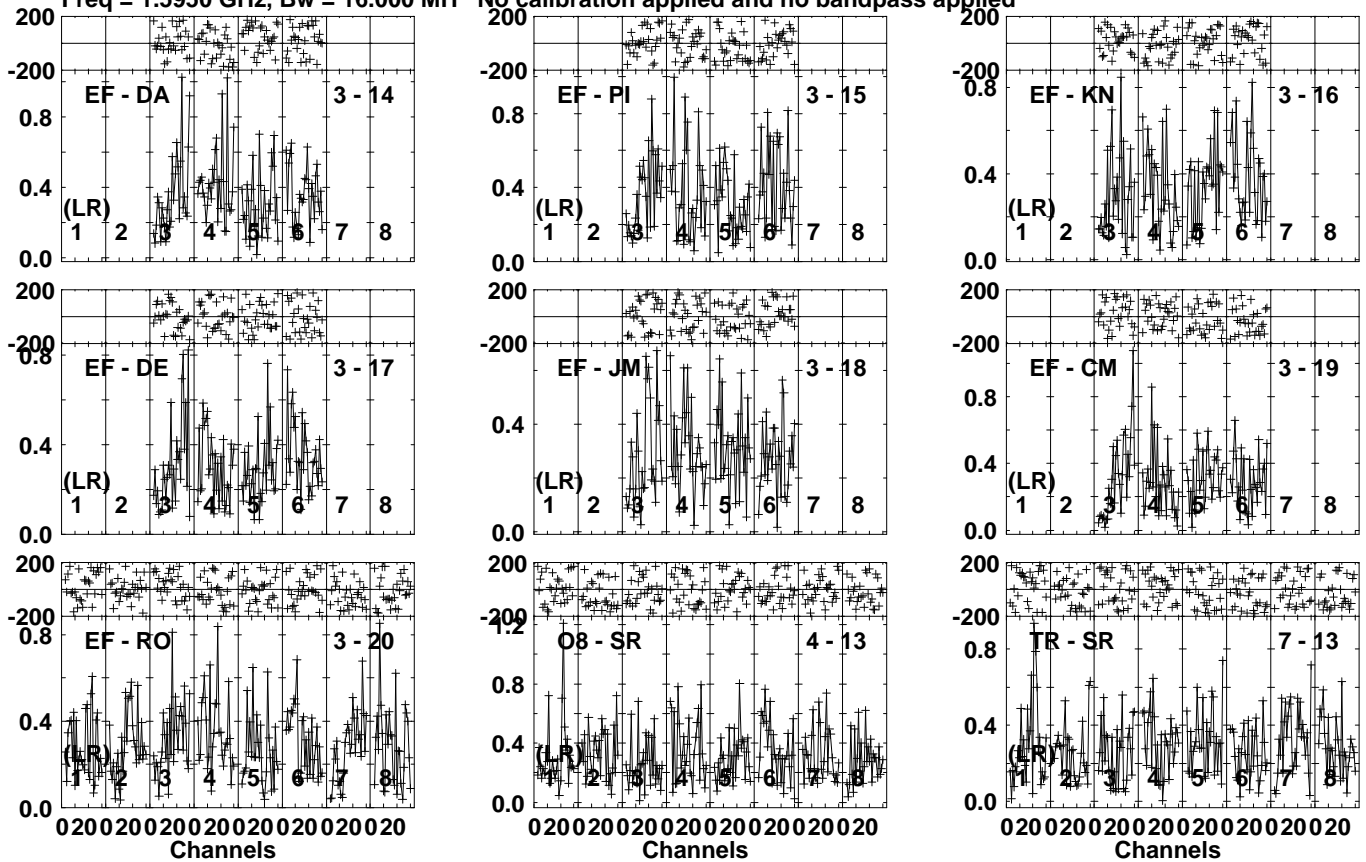 Freq = 1.5950 GHz, Bw = 16.000 MH No calibration applied and no bandpass applied
200 200 200
-200 -200 -200
EF - DA 3 - 14 EF - PI 3 - 15 EF - KN 3 - 16
0.8 0.8 0.8
0.4 0.4 0.4
(LR) (LR) (LR)
1 2 3 4 5 6 7 8 1 2 3 4 5 6 7 8 1 2 3 4 5 6 7 8
0.0 0.0 0.0
200 200 200
-200 -200 -200
0.8
EF - DE 3 - 17 EF - JM 3 - 18 EF - CM 3 - 19
0.8
0.4 0.4 0.4
(LR) (LR) (LR)
1 2 3 4 5 6 7 8 1 2 3 4 5 6 7 8 1 2 3 4 5 6 7 8
0.0 0.0 0.0
200 200 200
-200 -200 -200
0.8 1.2
EF - RO 3 - 20 O8 - SR 4 - 13 TR - SR 7 - 13
0.8 0.8
0.4 0.4 0.4
(LR) (LR) (LR)
1 2 3 4 5 6 7 8 1 2 3 4 5 6 7 8 1 2 3 4 5 6 7 8
0.0 0.0 0.0
0 20 0 20 0 20 0 20 0 20 0 20 0 20 0 20 0 20 0 20 0 20 0 20 0 20 0 20 0 20 0 20 0 20 0 20 0 20 0 20 0 20 0 20 0 20 0 20
Channels Channels Channels